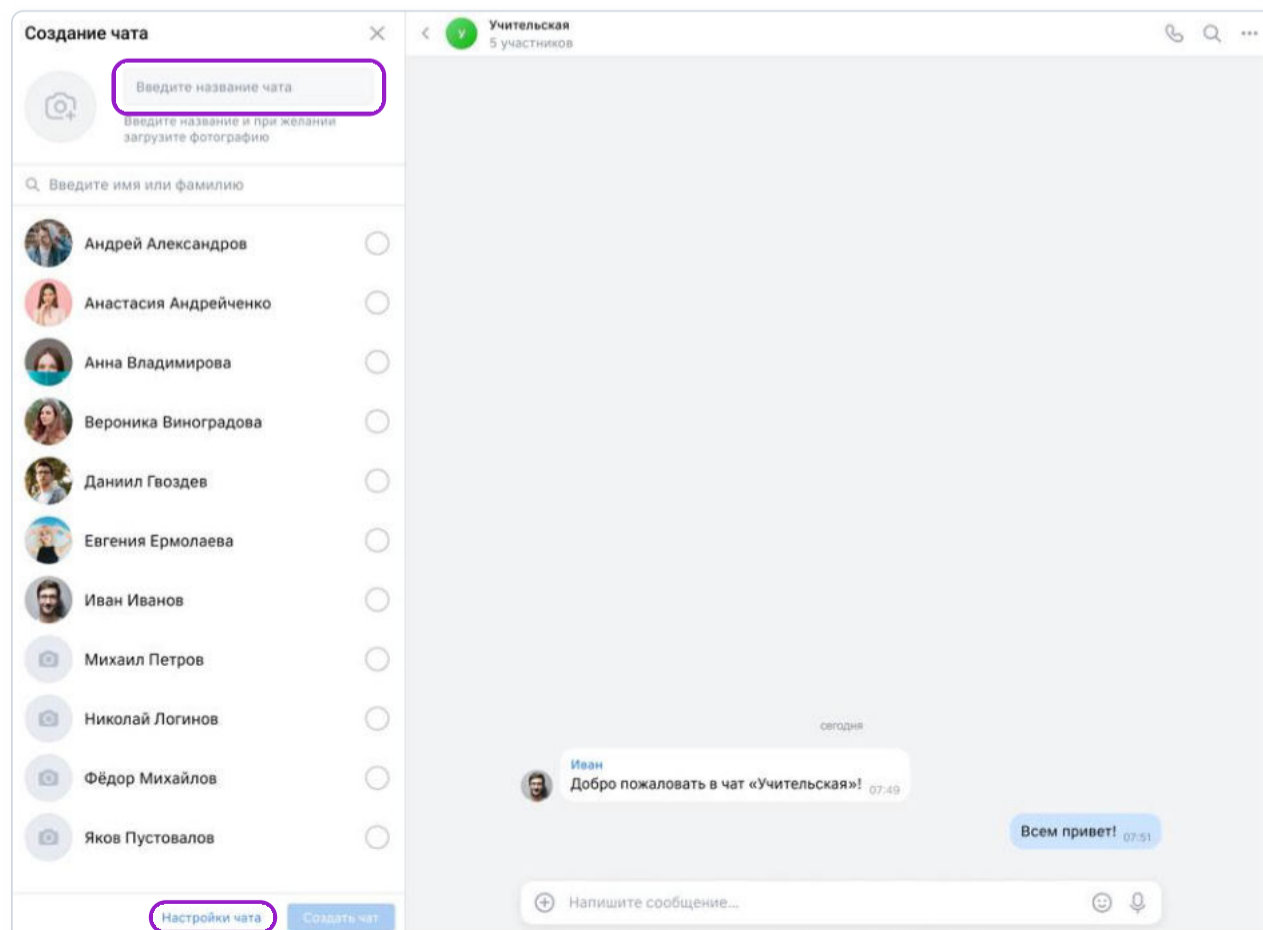 Создание чата
Введите название чата
Введите название и при желании
загрузите фотографию
Введите имя или фамилию
Андрей Александров
Анастасия Андрейченко
Анна Владимирова
Вероника Виноградова
Даниил Гвоздев
Евгения Ермолаева
Иван Иванов
Михаил Петров
Николай Логинов
Фёдор Михайлов
Яков Пустовалов
Настройки чата
Создать чат
У
Учительская
5 участников
сегодня
Иван
Добро пожаловать в чат «Учительская»! 07:49
Всем привет! 07:51
Напишите сообщение...